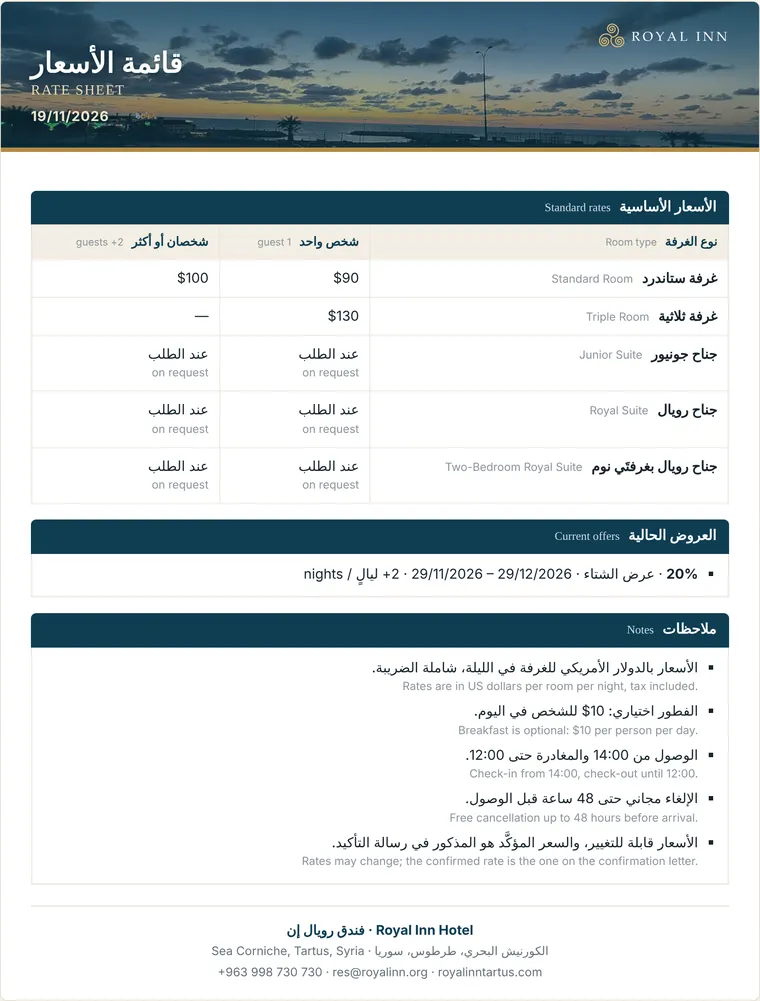 ROYAL INN
قائمة الأسعار
RATE SHEET
19/11/2026
الأسعار الأساسية Standard rates
نوع الغرفة Room type شخص واحد guest 1 شخصان أو أكثر guests +2
غرفة ستاندرد Standard Room $90 $100
غرفة ثلاثية Triple Room $130 —
جناح جونيور Junior Suite عند الطلب عند الطلب
on request on request
جناح رويال Royal Suite عند الطلب عند الطلب
on request on request
جناح رويال بغرفتَي نوم Two-Bedroom Royal Suite عند الطلب عند الطلب
on request on request
العروض الحالية Current offers
▪ 20% · عرض الشتاء · 29/11/2026 – 29/12/2026 · 2+ ليالٍ / nights
ملاحظات Notes
▪ الأسعار بالدولار الأمريكي للغرفة في الليلة، شاملة الضريبة.
Rates are in US dollars per room per night, tax included.
▪ الفطور اختياري: 10$ للشخص في اليوم.
Breakfast is optional: $10 per person per day.
▪ الوصول من 14:00 والمغادرة حتى 12:00.
Check-in from 14:00, check-out until 12:00.
▪ الإلغاء مجاني حتى 48 ساعة قبل الوصول.
Free cancellation up to 48 hours before arrival.
▪ الأسعار قابلة للتغيير، والسعر المؤكَّد هو المذكور في رسالة التأكيد.
Rates may change; the confirmed rate is the one on the confirmation letter.
فندق رويال إن · Royal Inn Hotel
الكورنيش البحري، طرطوس، سوريا · Sea Corniche, Tartus, Syria
+963 998 730 730 · res@royalinn.org · royalinntartus.com